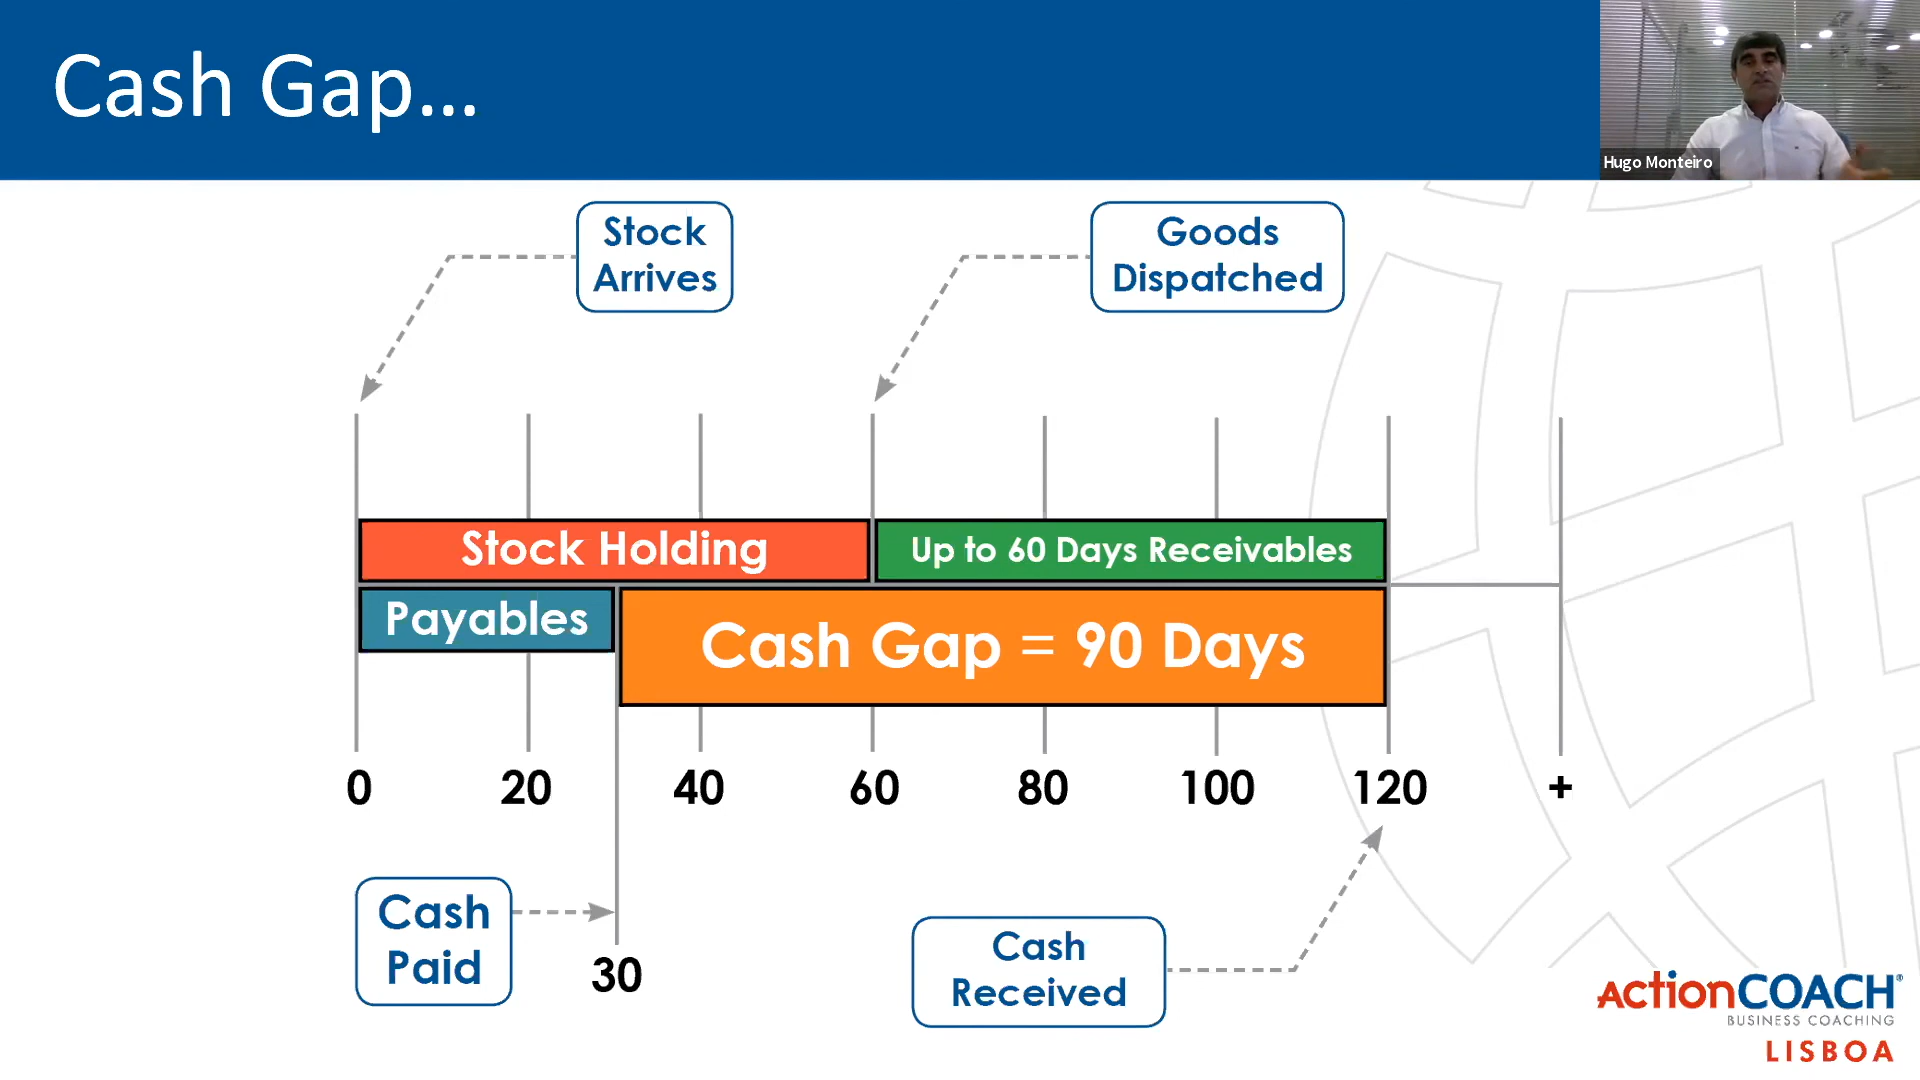 Cash Gap...
Hugo Monteiro
Stock
Arrives
Goods
Dispatched
Stock Holding
Up to 60 Days Receivables
Payables
Cash Gap = 90 Days
0
20
40
60
80
100
120
+
Cash
Paid
30
Cash
Received
ActionCOACH®
BUSINESS COACHING
LISBOA